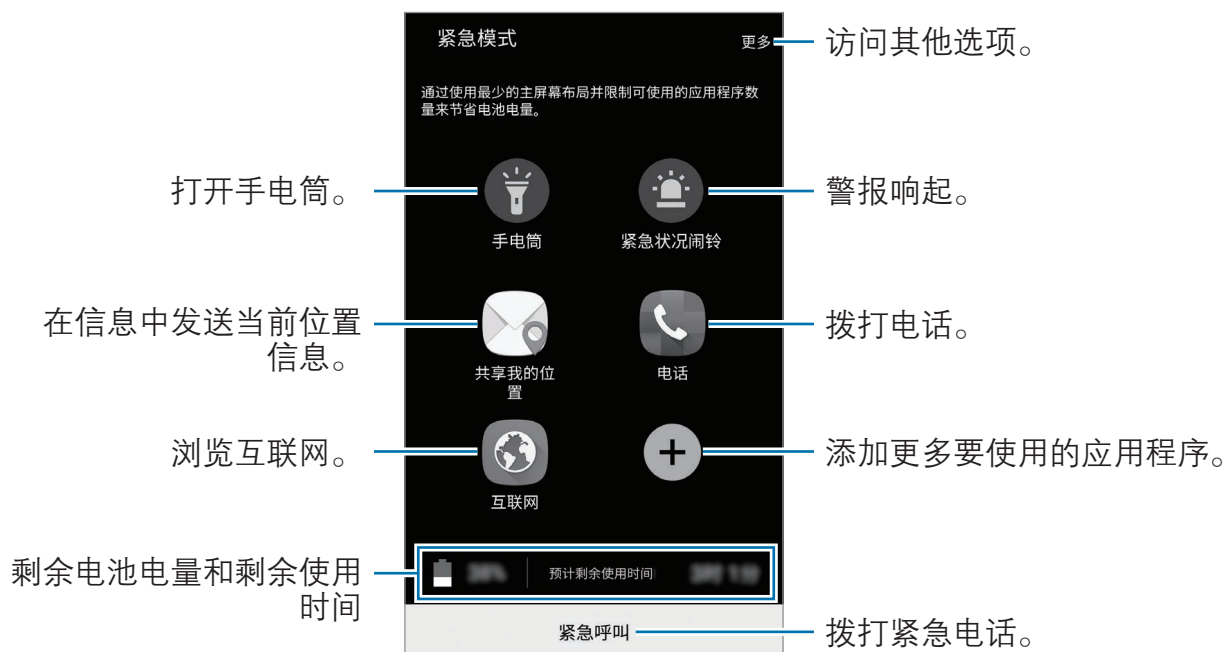 紧急模式
更多
访问其他选项。
通过使用最少的主屏幕布局并限制可使用的应用程序数
量来节省电池电量。
打开手电筒。
手电筒
紧急状况闹铃
警报响起。
在信息中发送当前位置
信息。
共享我的位
置
电话
拨打电话。
浏览互联网。
互联网
添加更多要使用的应用程序。
剩余电池电量和剩余使用
时间
预计剩余使用时间
紧急呼叫
拨打紧急电话。